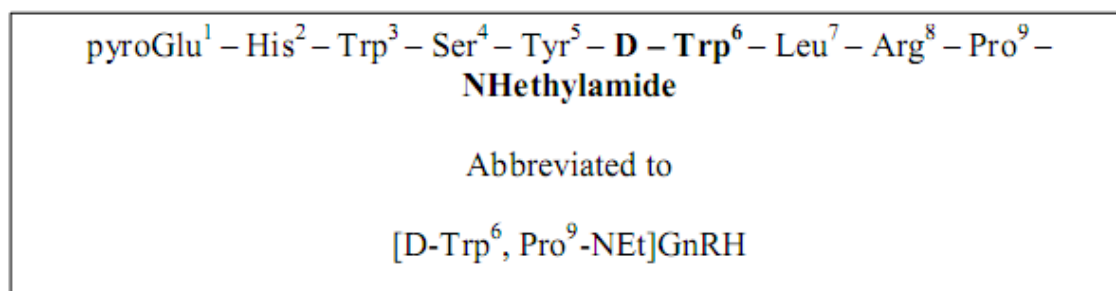 pyroGlu¹ – His² – Trp³ – Ser⁴ – Tyr⁵ – D – Trp⁶ – Leu⁷ – Arg⁸ – Pro⁹ –
NHethylamide
Abbreviated to
[D-Trp⁶, Pro⁹-NEt]GnRH